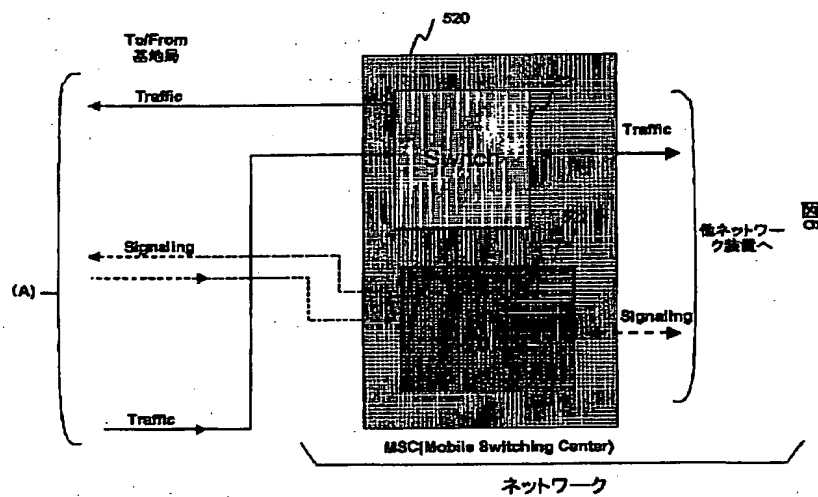 520
To/From
基地局
Traffic
Traffic
Switch
Signaling
他ネットワー
ク装置へ
図9
(A)
Signaling
Traffic
MSC(Mobile Switching Center)
ネットワーク